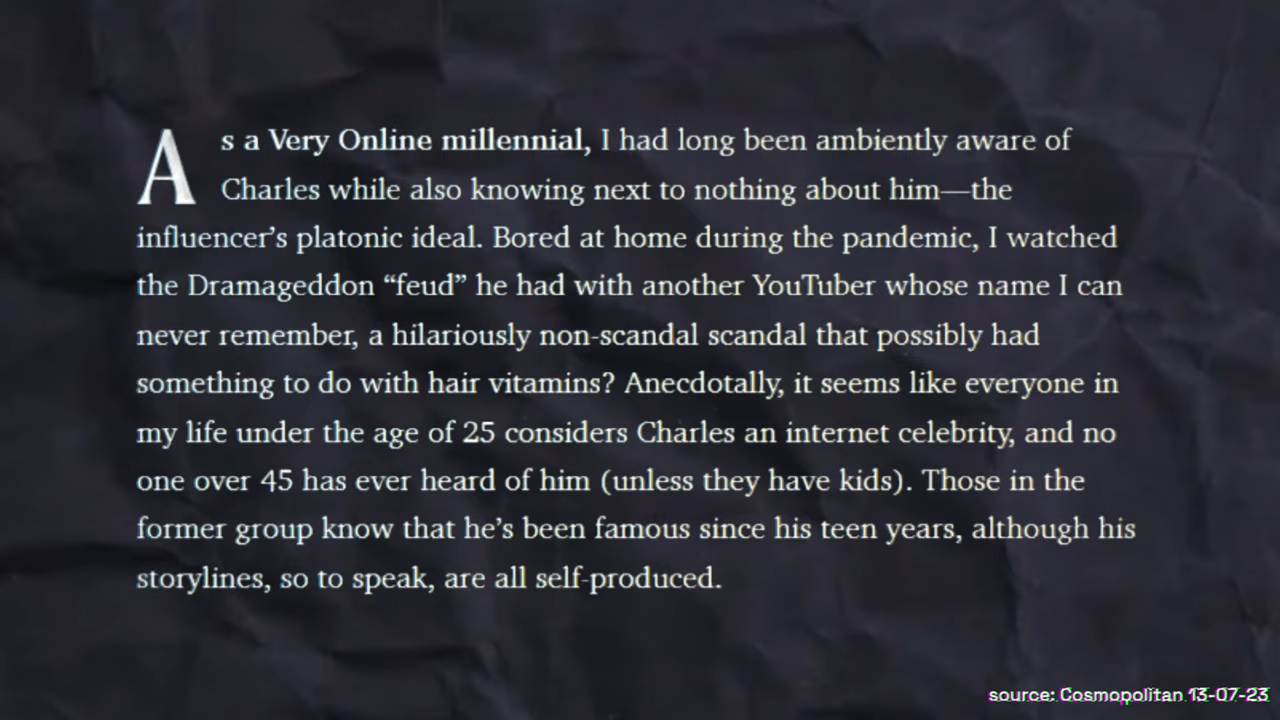 As a Very Online millennial, I had long been ambiently aware of
Charles while also knowing next to nothing about him—the
influencer’s platonic ideal. Bored at home during the pandemic, I watched
the Dramageddon “feud” he had with another YouTuber whose name I can
never remember, a hilariously non-scandal scandal that possibly had
something to do with hair vitamins? Anecdotally, it seems like everyone in
my life under the age of 25 considers Charles an internet celebrity, and no
one over 45 has ever heard of him (unless they have kids). Those in the
former group know that he’s been famous since his teen years, although his
storylines, so to speak, are all self-produced.
source: Cosmopolitan 13-07-23